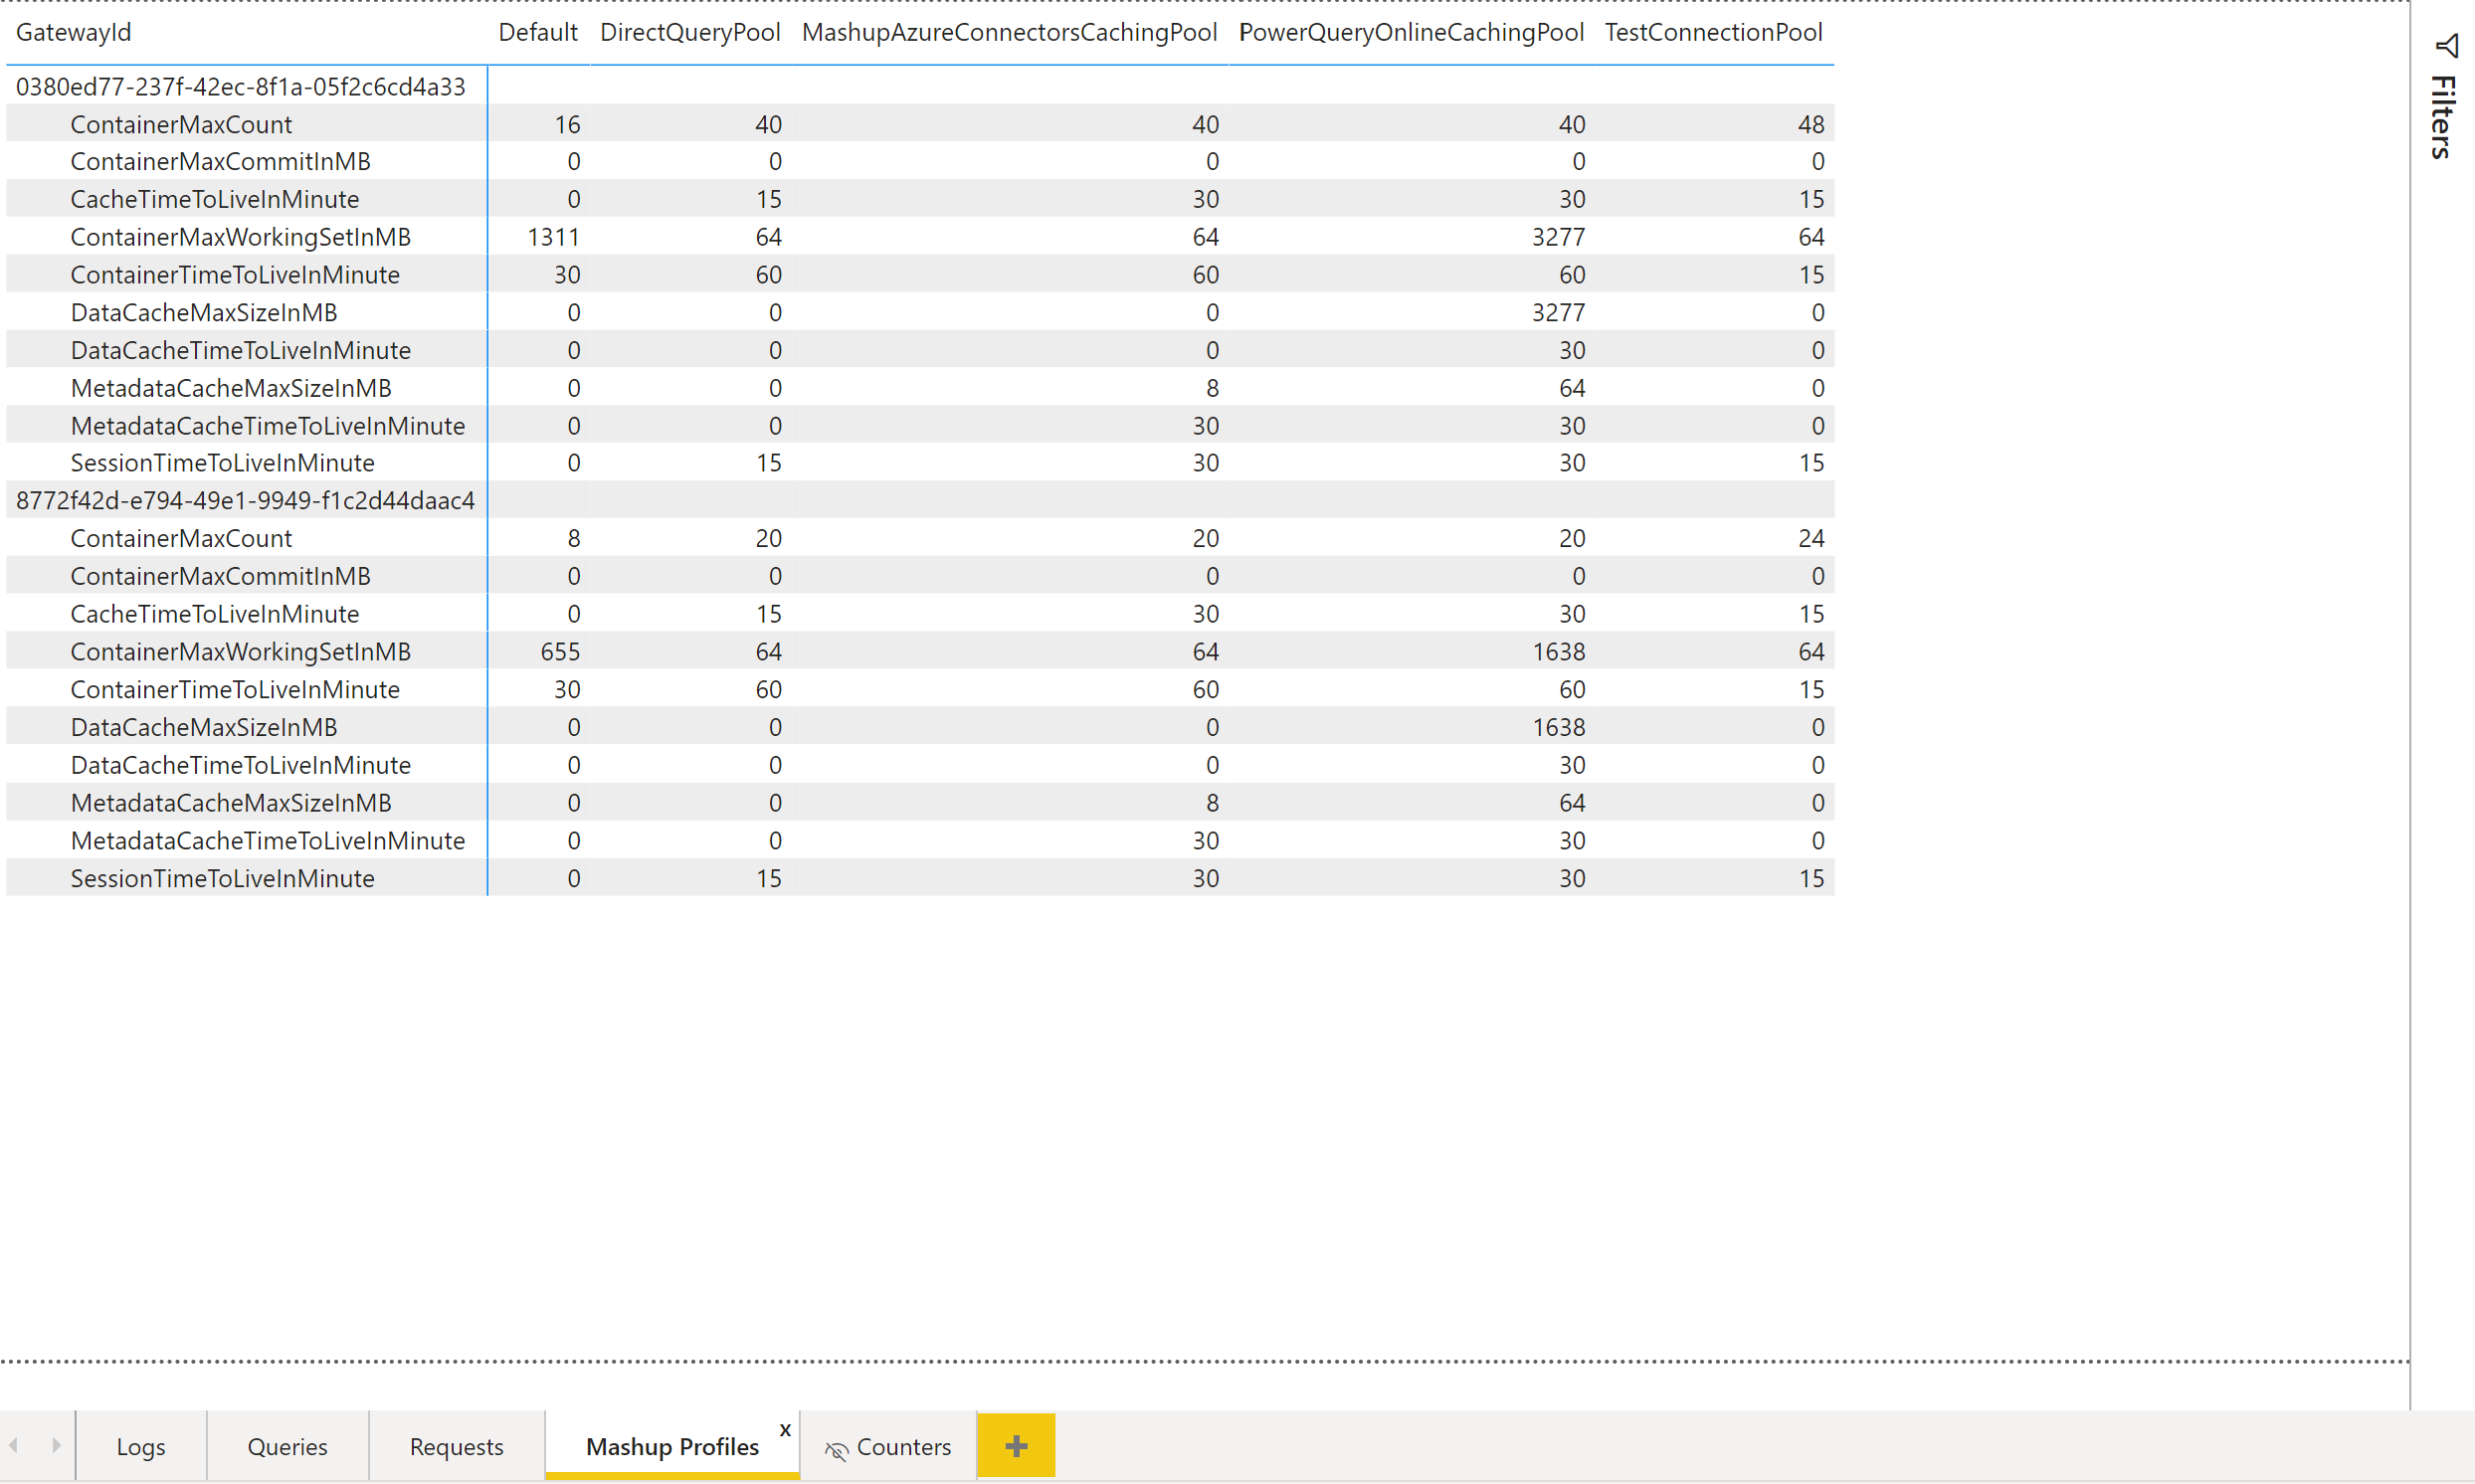 GatewayId Default DirectQueryPool MashupAzureConnectorsCachingPool PowerQueryOnlineCachingPool TestConnectionPool
0380ed77-237f-42ec-8f1a-05f2c6cd4a33
ContainerMaxCount 16 40 40 40 48
ContainerMaxCommitInMB 0 0 0 0 0
CacheTimeToLiveInMinute 0 15 30 30 15
ContainerMaxWorkingSetInMB 1311 64 64 3277 64
ContainerTimeToLiveInMinute 30 60 60 60 15
DataCacheMaxSizeInMB 0 0 0 3277 0
DataCacheTimeToLiveInMinute 0 0 0 30 0
MetadataCacheMaxSizeInMB 0 0 8 64 0
MetadataCacheTimeToLiveInMinute 0 0 30 30 0
SessionTimeToLiveInMinute 0 15 30 30 15
8772f42d-e794-49e1-9949-f1c2d44daac4
ContainerMaxCount 8 20 20 20 24
ContainerMaxCommitInMB 0 0 0 0 0
CacheTimeToLiveInMinute 0 15 30 30 15
ContainerMaxWorkingSetInMB 655 64 64 1638 64
ContainerTimeToLiveInMinute 30 60 60 60 15
DataCacheMaxSizeInMB 0 0 0 1638 0
DataCacheTimeToLiveInMinute 0 0 0 30 0
MetadataCacheMaxSizeInMB 0 0 8 64 0
MetadataCacheTimeToLiveInMinute 0 0 30 30 0
SessionTimeToLiveInMinute 0 15 30 30 15
Filters
Logs Queries Requests Mashup Profiles x Counters